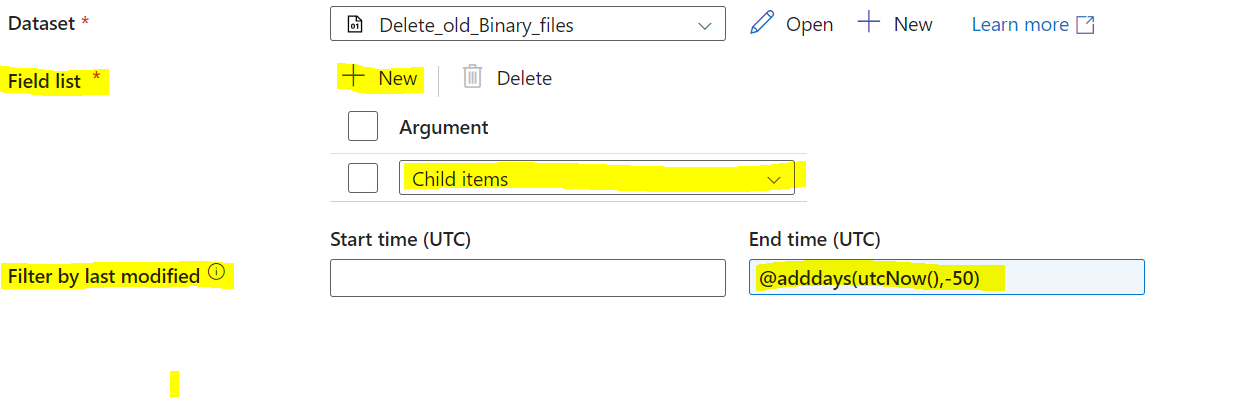 Dataset * Delete_old_Binary_files Open New Learn more
Field list * New Delete
Argument
Child items
Start time (UTC) End time (UTC)
Filter by last modified @adddays(utcNow(),-50)